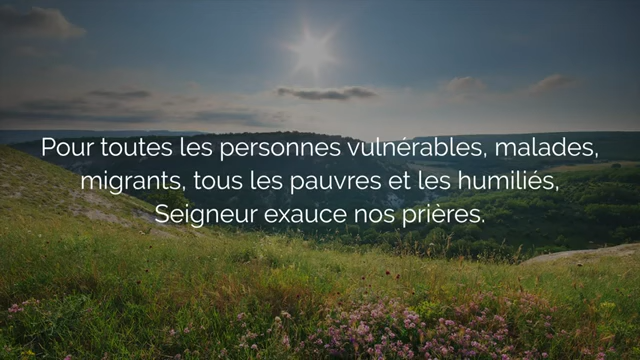 Pour toutes les personnes vulnérables, malades,
migrants, tous les pauvres et les humiliés,
Seigneur exauce nos prières.